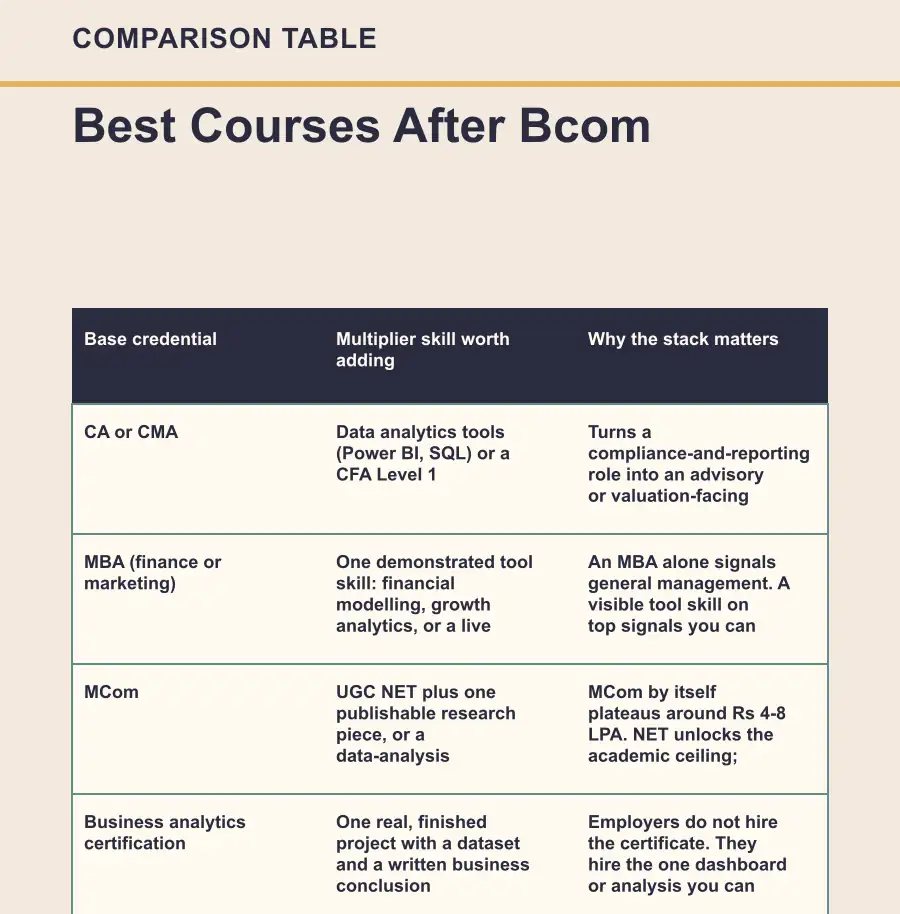 COMPARISON TABLE
Best Courses After Bcom
Base credential
Multiplier skill worth
adding
Why the stack matters
CA or CMA
Data analytics tools
(Power BI, SQL) or a
CFA Level 1
Turns a
compliance-and-reporting
role into an advisory
or valuation-facing
MBA (finance or
marketing)
One demonstrated tool
skill: financial
modelling, growth
analytics, or a live
An MBA alone signals
general management. A
visible tool skill on
top signals you can
MCom
UGC NET plus one
publishable research
piece, or a
data-analysis
MCom by itself
plateaus around Rs 4-8
LPA. NET unlocks the
academic ceiling;
Business analytics
certification
One real, finished
project with a dataset
and a written business
conclusion
Employers do not hire
the certificate. They
hire the one dashboard
or analysis you can